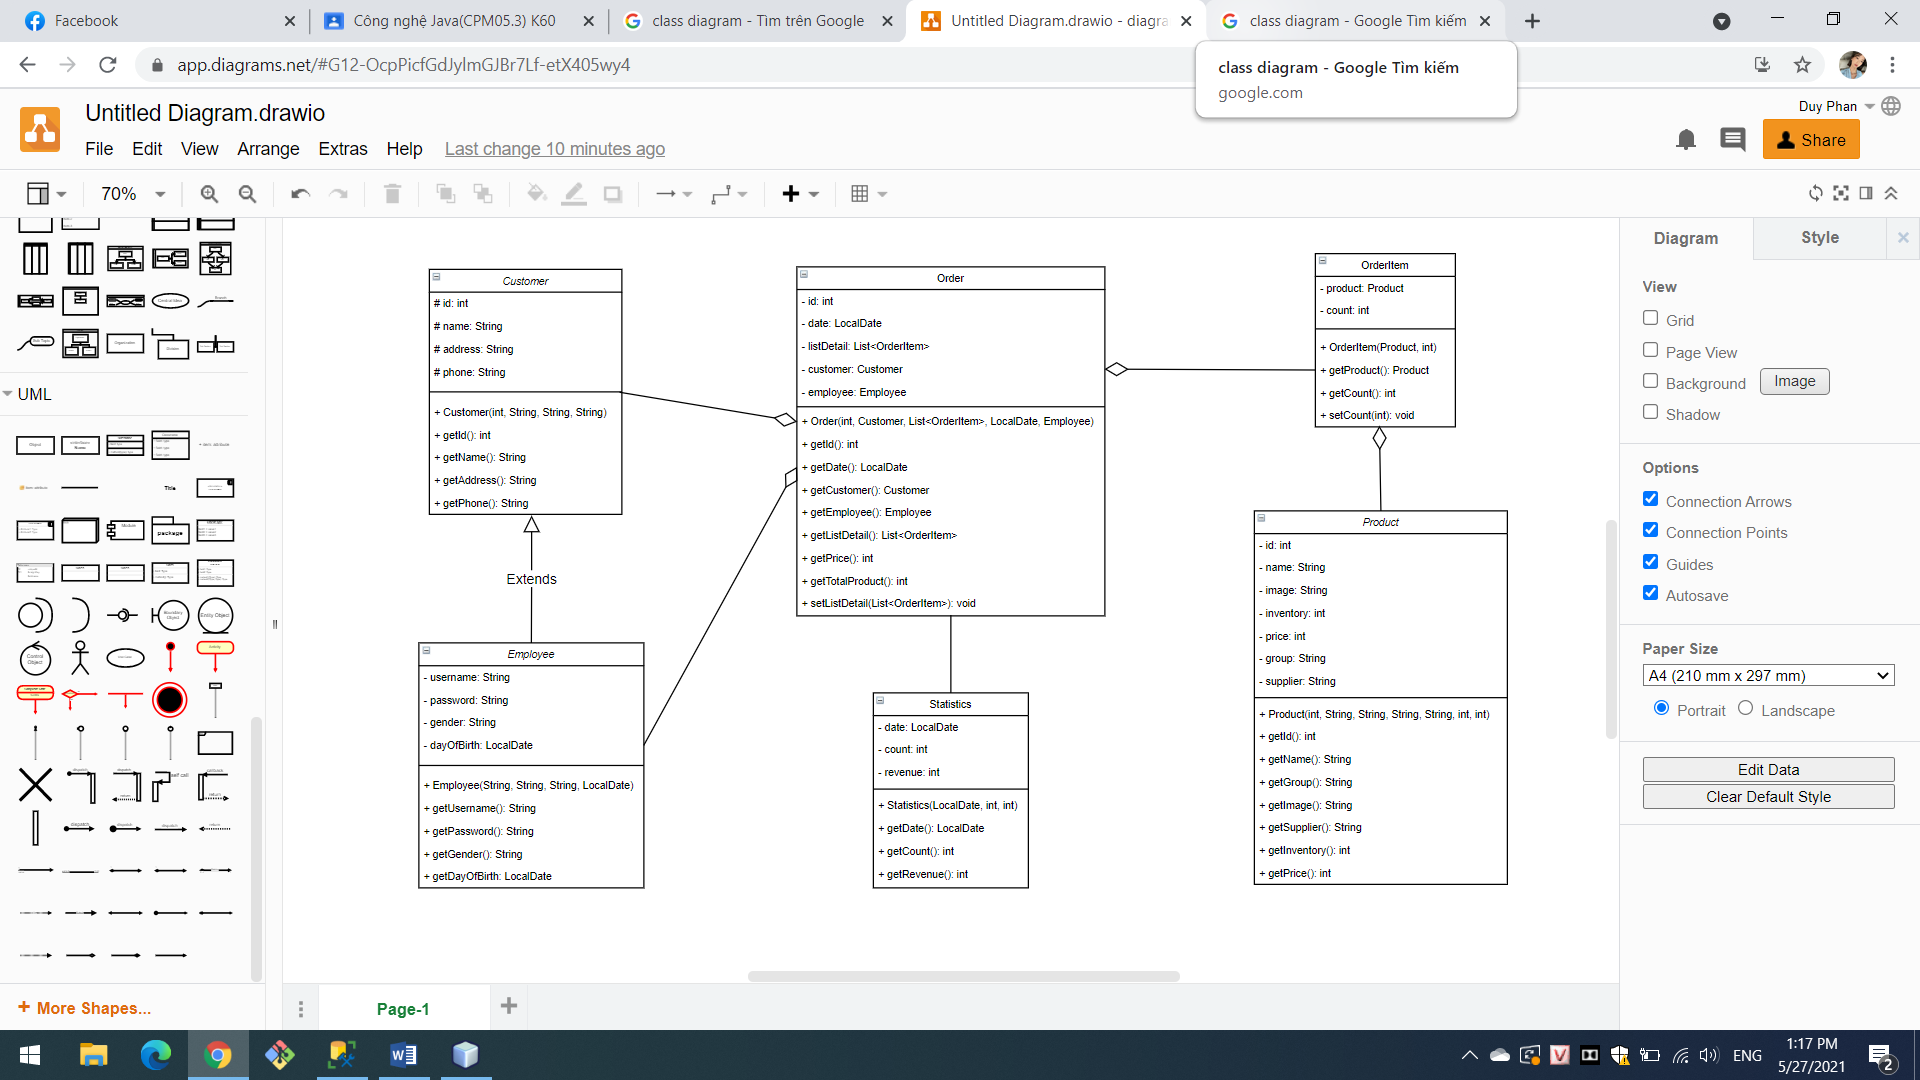 Facebook
Công nghệ Java(CPM05.3) K60
class diagram - Tìm trên Google
Untitled Diagram.drawio - diagra
class diagram - Google Tìm kiếm
app.diagrams.net/#G12-OcpPicfGdJylmGJBr7Lf-etX405wy4
class diagram - Google Tìm kiếm
google.com
Untitled Diagram.drawio
Duy Phan
File Edit View Arrange Extras Help Last change 10 minutes ago
Share
70%
UML
Title
Module
package
Extends
Customer
# id: int
# name: String
# address: String
# phone: String
+ Customer(int, String, String, String)
+ getId(): int
+ getName(): String
+ getAddress(): String
+ getPhone(): String
Employee
- username: String
- password: String
- gender: String
- dayOfBirth: LocalDate
+ Employee(String, String, String, LocalDate)
+ getUsername(): String
+ getPassword(): String
+ getGender(): String
+ getDayOfBirth: LocalDate
Order
- id: int
- date: LocalDate
- listDetail: List<OrderItem>
- customer: Customer
- employee: Employee
+ Order(int, Customer, List<OrderItem>, LocalDate, Employee)
+ getId(): int
+ getDate(): LocalDate
+ getCustomer(): Customer
+ getEmployee(): Employee
+ getListDetail(): List<OrderItem>
+ getPrice(): int
+ getTotalProduct(): int
+ setListDetail(List<OrderItem>): void
Statistics
- date: LocalDate
- count: int
- revenue: int
+ Statistics(LocalDate, int, int)
+ getDate(): LocalDate
+ getCount(): int
+ getRevenue(): int
OrderItem
- product: Product
- count: int
+ OrderItem(Product, int)
+ getProduct(): Product
+ getCount(): int
+ setCount(int): void
Product
- id: int
- name: String
- image: String
- inventory: int
- price: int
- group: String
- supplier: String
+ Product(int, String, String, String, String, int, int)
+ getId(): int
+ getName(): String
+ getGroup(): String
+ getImage(): String
+ getSupplier(): String
+ getInventory(): int
+ getPrice(): int
Diagram Style
View
Grid
Page View
Background Image
Shadow
Options
Connection Arrows
Connection Points
Guides
Autosave
Paper Size
A4 (210 mm x 297 mm)
Portrait Landscape
Edit Data
Clear Default Style
+ More Shapes...
Page-1
ENG
1:17 PM
5/27/2021
2